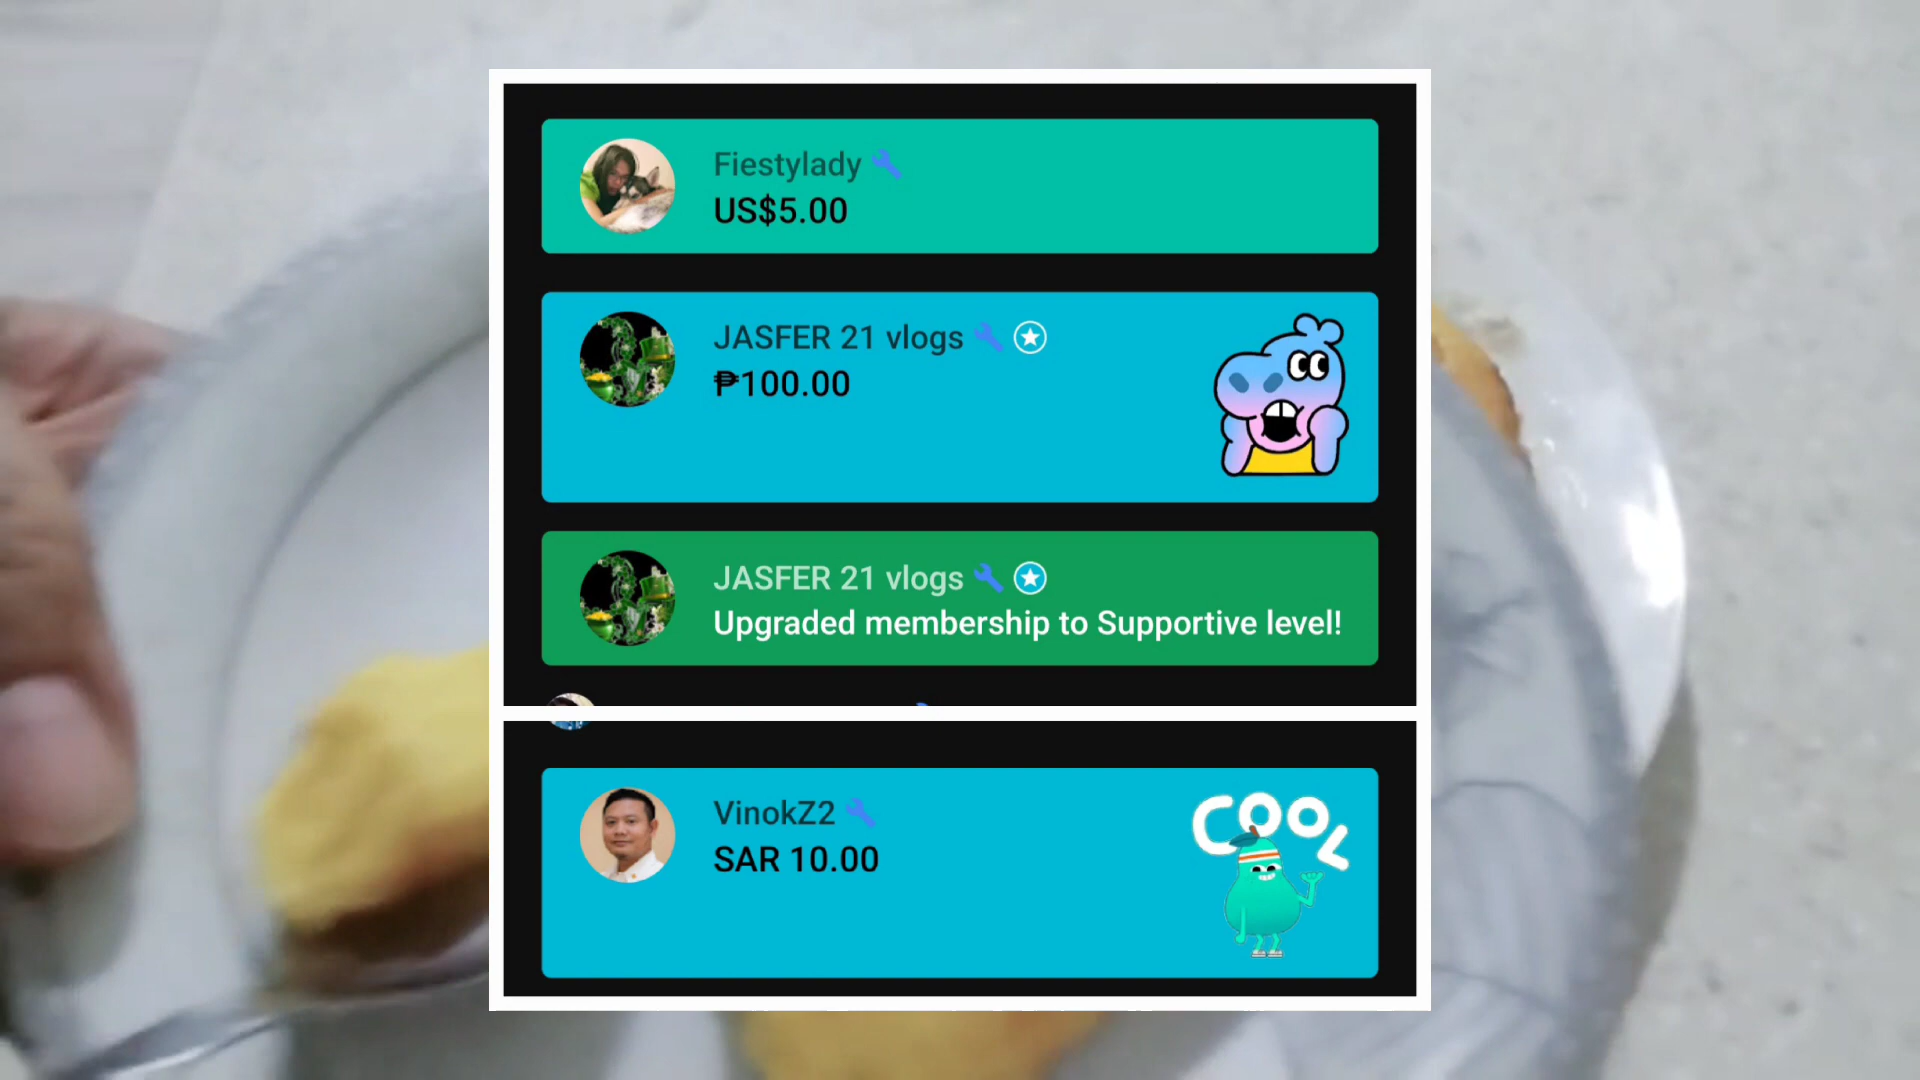 Fiestylady
US$5.00
JASFER 21 vlogs
₱100.00
JASFER 21 vlogs
Upgraded membership to Supportive level!
VinokZ2
SAR 10.00
COOL